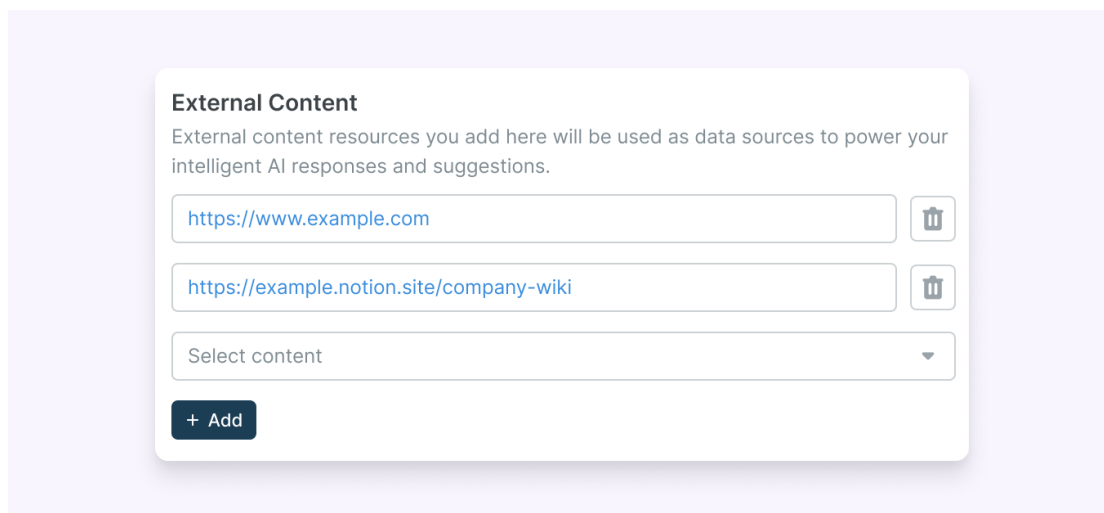 External Content
External content resources you add here will be used as data sources to power your
intelligent AI responses and suggestions.
https://www.example.com
https://example.notion.site/company-wiki
Select content
+ Add